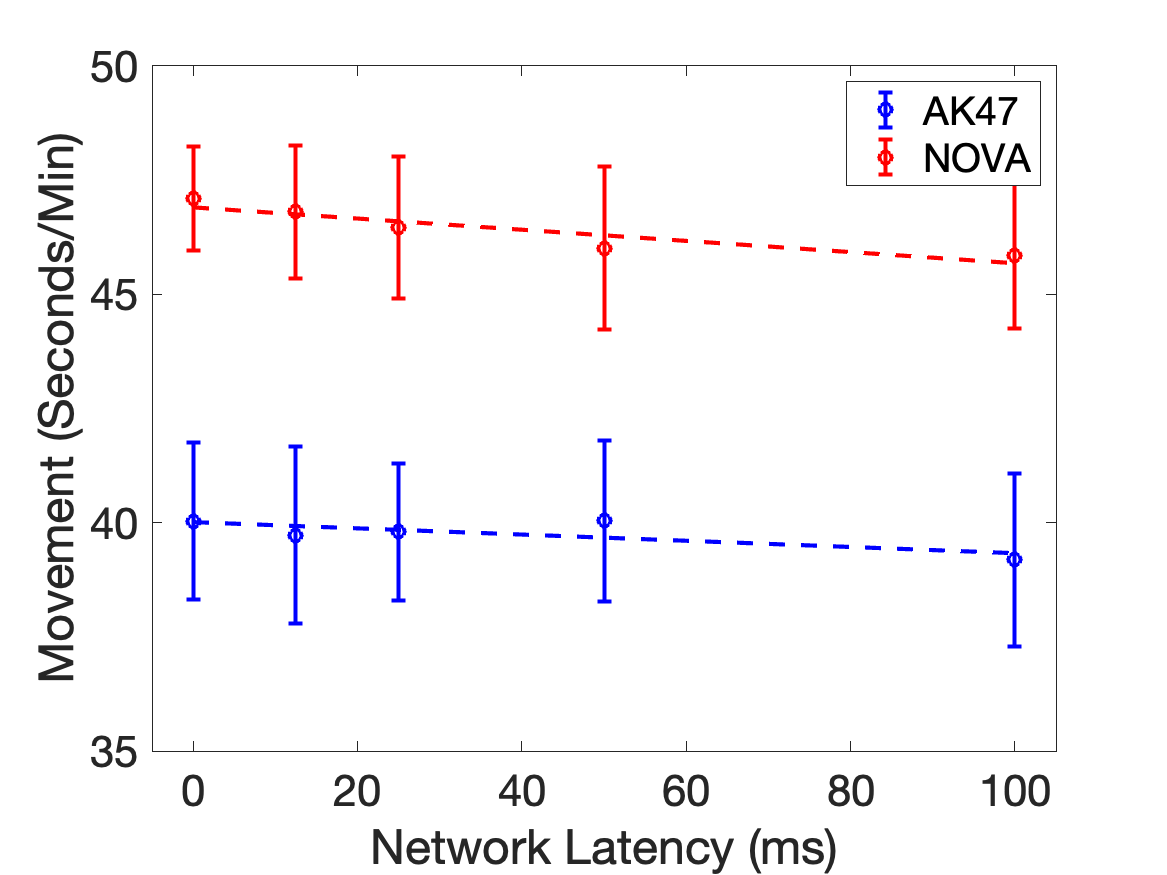 50
45
40
35
Movement (Seconds/Min)
AK47
NOVA
0 20 40 60 80 100
Network Latency (ms)